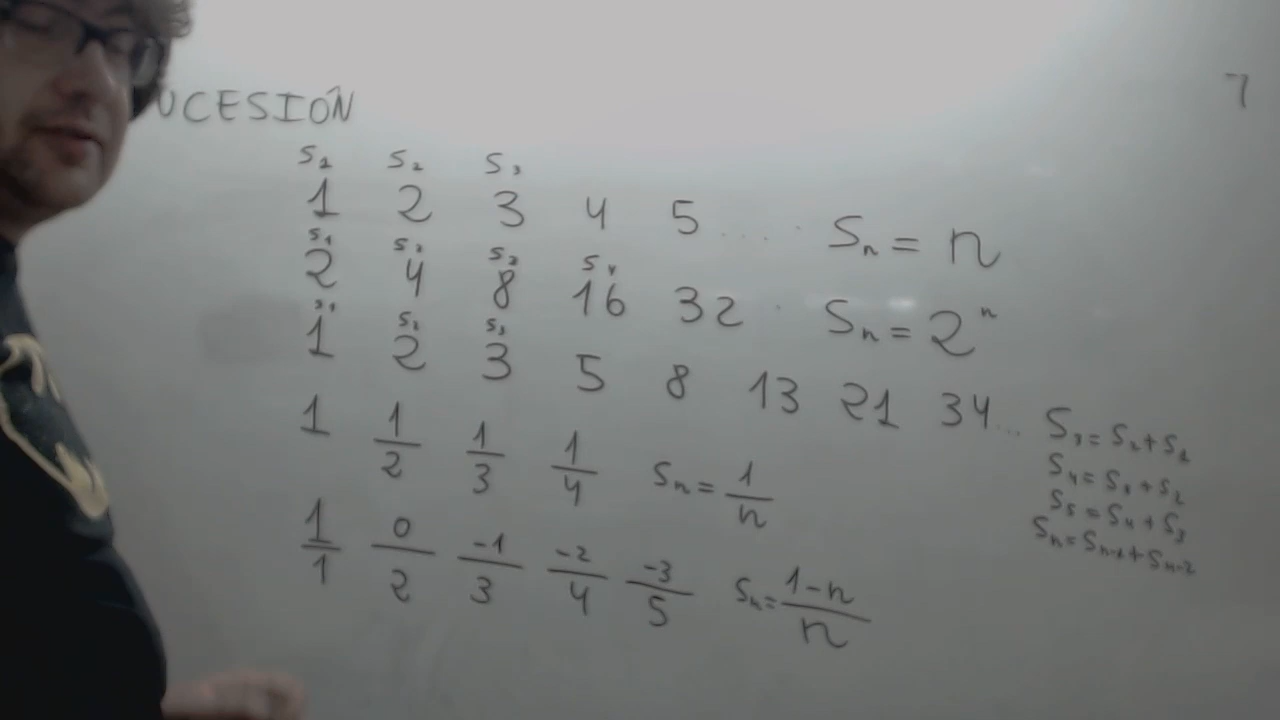 UCESIÓN 7
S₁ S₂ S₃
1 2 3 4 5 .... Sₙ = n
S₁ S₂ S₃ S₄
2 4 8 16 32 . Sₙ = 2ⁿ
S₁ S₂ S₃
1 2 3 5 8 13 21 34 ...
S₃ = S₂ + S₁
S₄ = S₃ + S₂
S₅ = S₄ + S₃
Sₙ = Sₙ₋₁ + Sₙ₋₂
1 1/2 1/3 1/4 Sₙ = 1/n
1/1 0/2 -1/3 -2/4 -3/5 Sₙ = 1-n/n